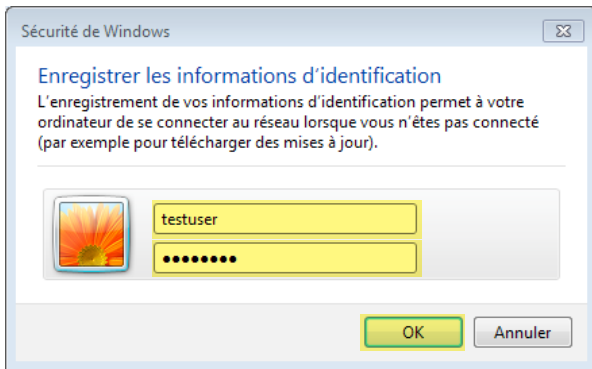 Sécurité de Windows
Enregistrer les informations d'identification
L'enregistrement de vos informations d'identification permet à votre
ordinateur de se connecter au réseau lorsque vous n'êtes pas connecté
(par exemple pour télécharger des mises à jour).
testuser
••••••••
OK Annuler